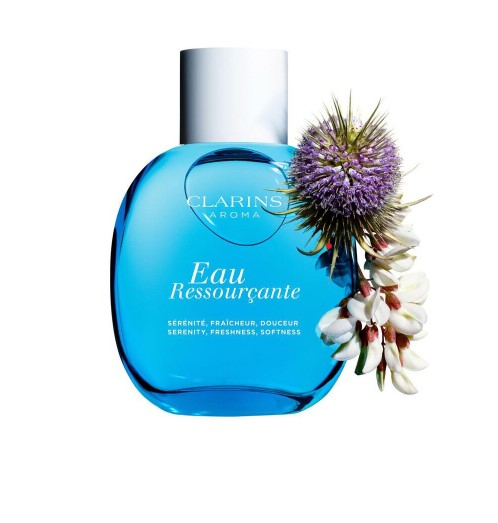 CLARINS
AROMA
Eau
Ressourçante
SÉRÉNITÉ, FRAÎCHEUR, DOUCEUR
SERENITY, FRESHNESS, SOFTNESS